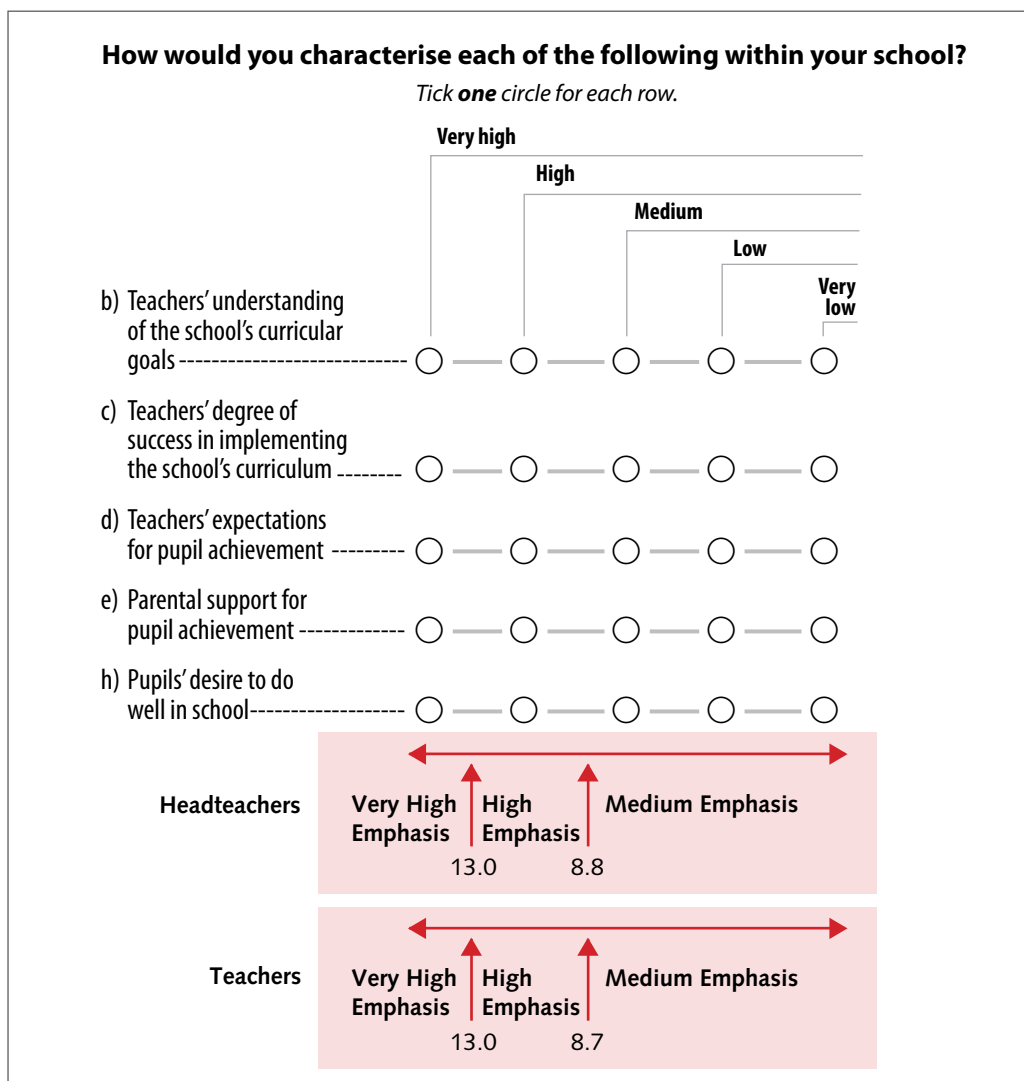 How would you characterise each of the following within your school?
Tick one circle for each row.
Very high
High
Medium
Low
Very
low
b) Teachers' understanding
of the school's curricular
goals
c) Teachers' degree of
success in implementing
the school's curriculum
d) Teachers' expectations
for pupil achievement
e) Parental support for
pupil achievement
h) Pupils' desire to do
well in school
Headteachers
Very High High Medium Emphasis
Emphasis Emphasis
13.0 8.8
Teachers
Very High High Medium Emphasis
Emphasis Emphasis
13.0 8.7